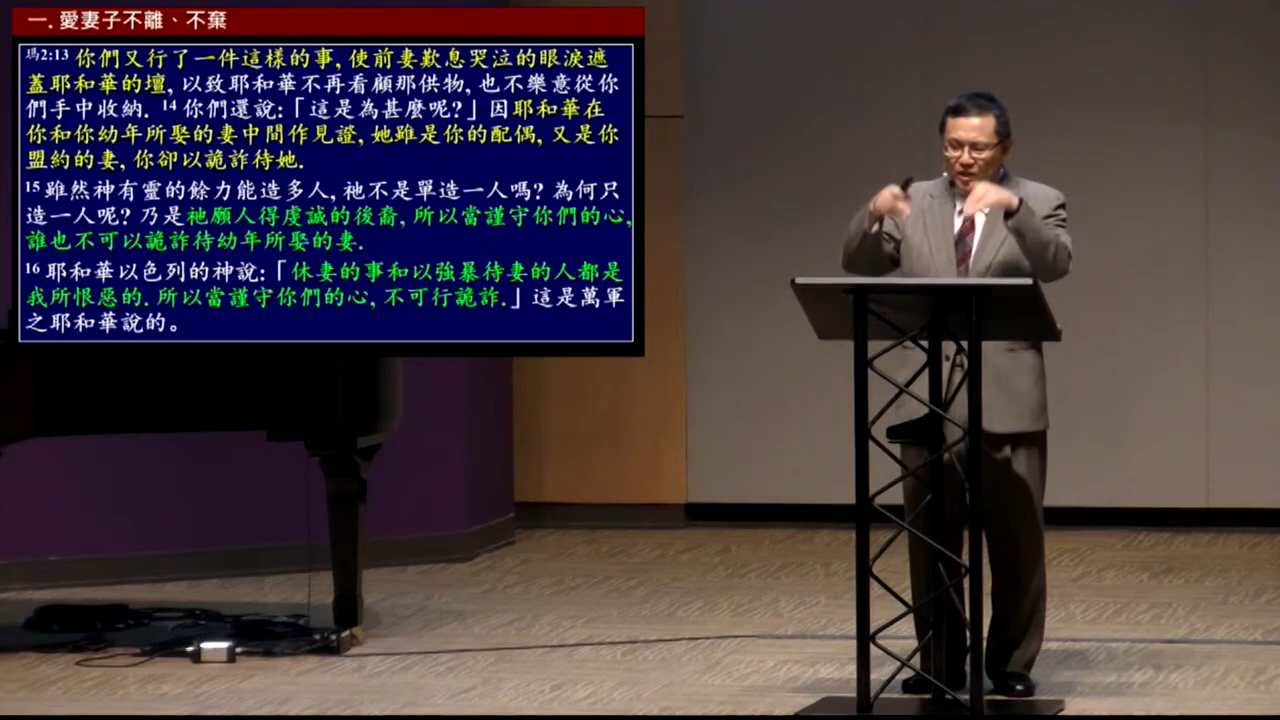 一. 愛妻子不離、不棄
瑪2:13 你們又行了一件這樣的事, 使前妻歎息哭泣的眼淚遮
蓋耶和華的壇, 以致耶和華不再看顧那供物, 也不樂意從你
們手中收納. 14 你們還說:「這是為甚麼呢?」因耶和華在
你和你幼年所娶的妻中間作見證, 她雖是你的配偶, 又是你
盟約的妻, 你卻以詭詐待她.
15 雖然神有靈的餘力能造多人, 祂不是單造一人嗎? 為何只
造一人呢? 乃是祂願人得虔誠的後裔, 所以當謹守你們的心,
誰也不可以詭詐待幼年所娶的妻.
16 耶和華以色列的神說:「休妻的事和以強暴待妻的人都是
我所恨惡的. 所以當謹守你們的心, 不可行詭詐.」這是萬軍
之耶和華說的。